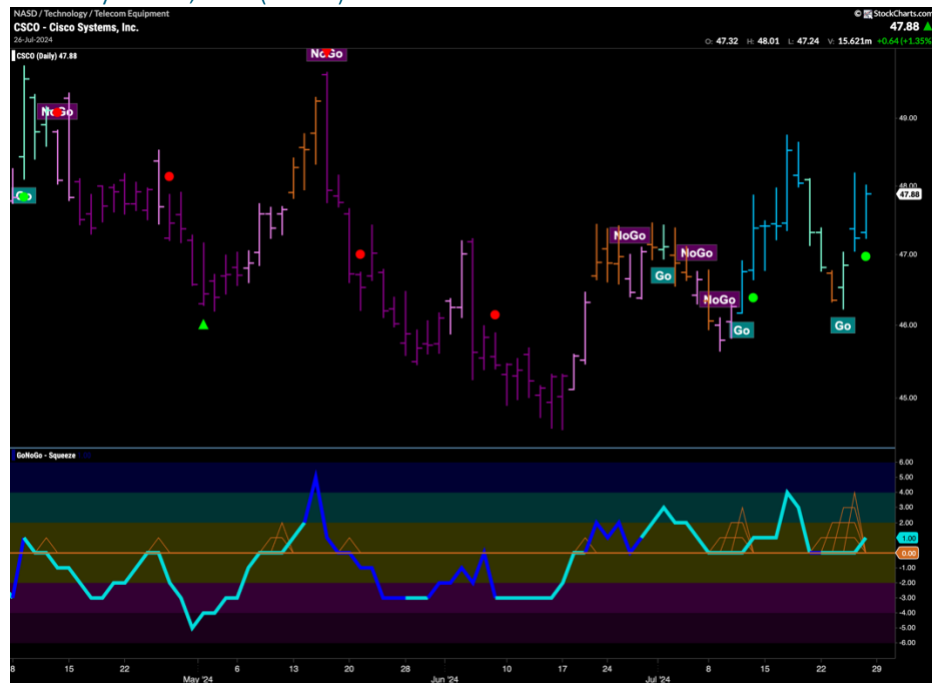 NASD / Technology / Telecom Equipment
© StockCharts.com
CSCO - Cisco Systems, Inc.
47.88
26-Jul-2024
O: 47.32 H: 48.01 L: 47.24 V: 15.621m +0.64 (+1.35%)
CSCO (Daily) 47.88
NoGo
NoGo
49.00
Go
48.00
47.88
NoGo
NoGo
47.00
Go
NoGo
Go
Go
46.00
45.00
GoNoGo - Squeeze
6.00
5.00
4.00
3.00
2.00
1.00
0.00
-1.00
-2.00
-3.00
-4.00
-5.00
-6.00
8 15 22 6 13 20 28 10 17 24 8 15 22 29
May '24 Jun '24 Jul '24